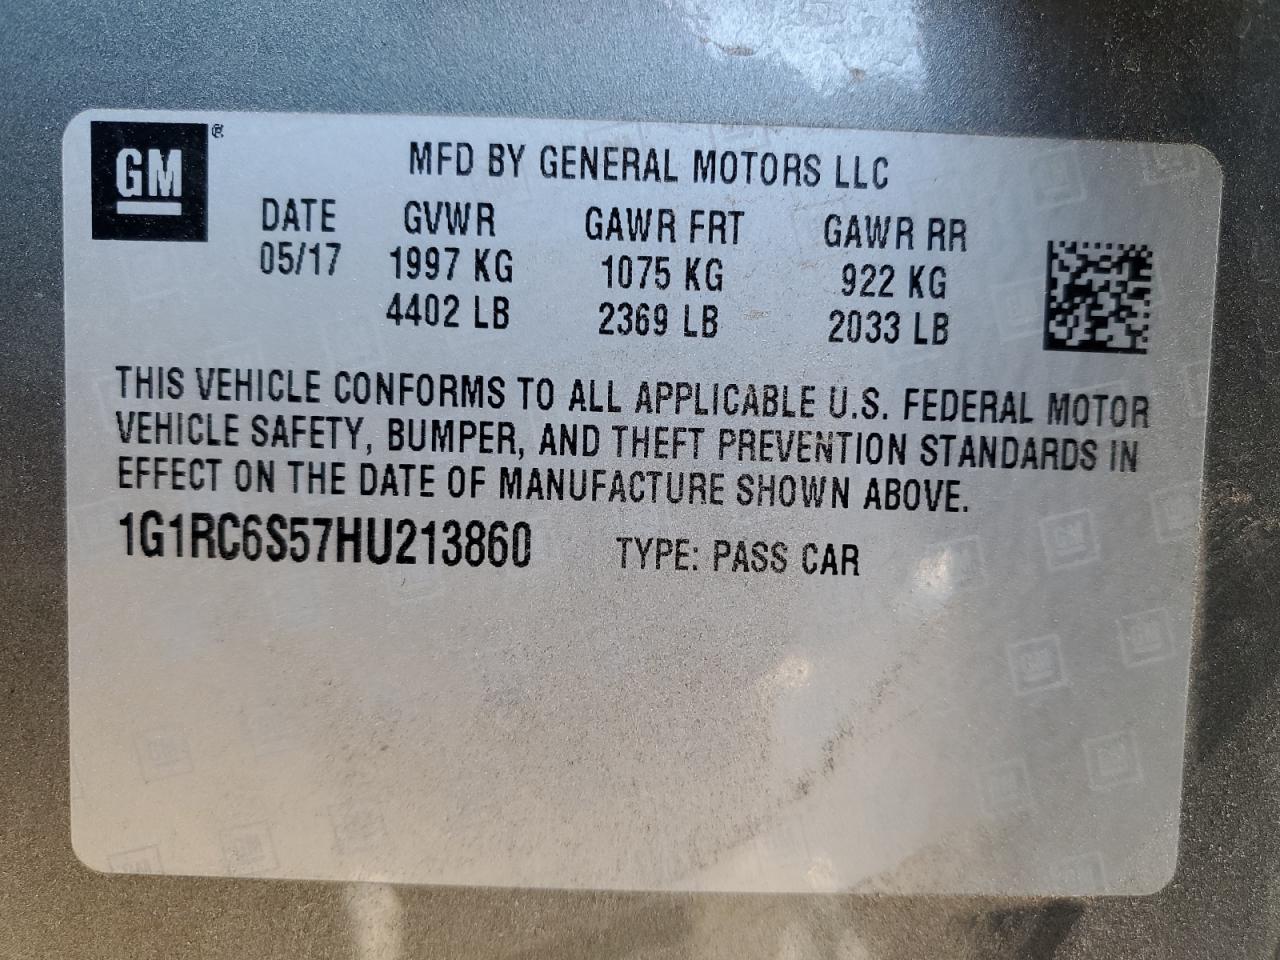 GM®
MFD BY GENERAL MOTORS LLC
DATE GVWR GAWR FRT GAWR RR
05/17 1997 KG 1075 KG 922 KG
4402 LB 2369 LB 2033 LB
THIS VEHICLE CONFORMS TO ALL APPLICABLE U.S. FEDERAL MOTOR
VEHICLE SAFETY, BUMPER, AND THEFT PREVENTION STANDARDS IN
EFFECT ON THE DATE OF MANUFACTURE SHOWN ABOVE.
1G1RC6S57HU213860 TYPE: PASS CAR